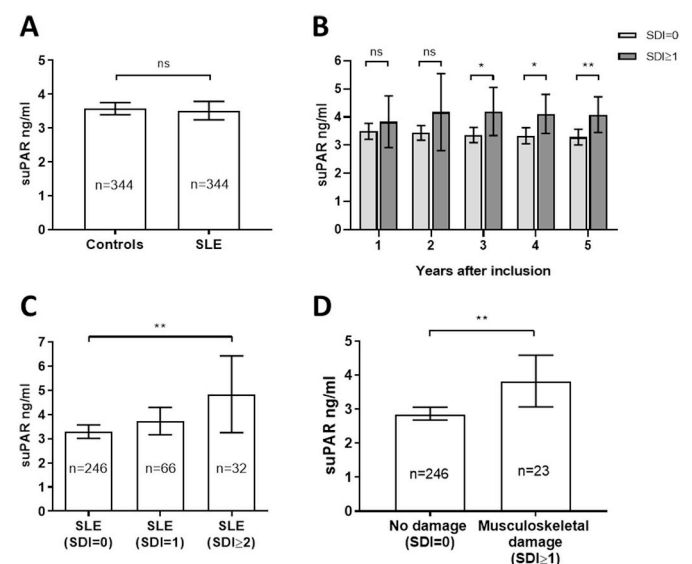 A
suPAR ng/ml
5
4
3
2
1
0
ns
n=344
n=344
Controls
SLE
B
SDI=0
SDI≥1
suPAR ng/ml
6
5
4
3
2
1
0
ns
ns
*
*
**
1
2
3
4
5
Years after inclusion
C
suPAR ng/ml
7
6
5
4
3
2
1
0
**
n=246
n=66
n=32
SLE
(SDI=0)
SLE
(SDI=1)
SLE
(SDI≥2)
D
suPAR ng/ml
5
4
3
2
1
0
**
n=246
n=23
No damage
(SDI=0)
Musculoskeletal
damage
(SDI≥1)